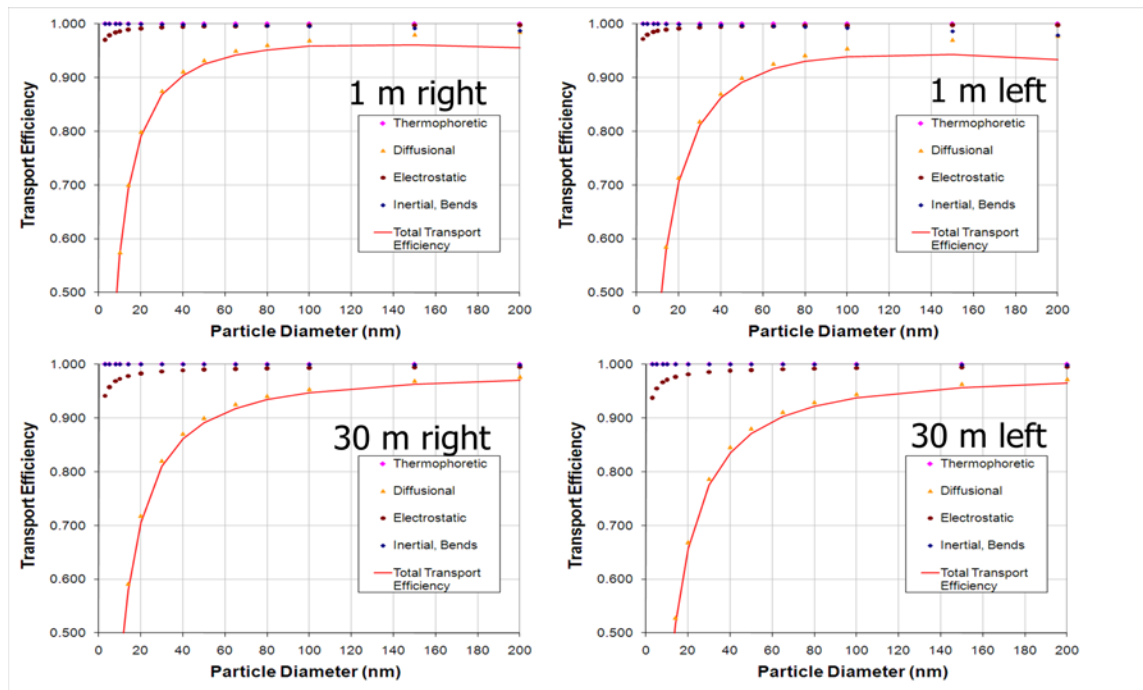 1.000
0.900
0.800
0.700
0.600
0.500
Transport Efficiency
1 m right
Thermophoretic
Diffusional
Electrostatic
Inertial, Bends
Total Transport
Efficiency
0 20 40 60 80 100 120 140 160 180 200
Particle Diameter (nm)
1.000
0.900
0.800
0.700
0.600
0.500
Transport Efficiency
1 m left
Thermophoretic
Diffusional
Electrostatic
Inertial, Bends
Total Transport
Efficiency
0 20 40 60 80 100 120 140 160 180 200
Particle Diameter (nm)
1.000
0.900
0.800
0.700
0.600
0.500
Transport Efficiency
30 m right
Thermophoretic
Diffusional
Electrostatic
Inertial, Bends
Total Transport
Efficiency
0 20 40 60 80 100 120 140 160 180 200
Particle Diameter (nm)
1.000
0.900
0.800
0.700
0.600
0.500
Transport Efficiency
30 m left
Thermophoretic
Diffusional
Electrostatic
Inertial, Bends
Total Transport
Efficiency
0 20 40 60 80 100 120 140 160 180 200
Particle Diameter (nm)